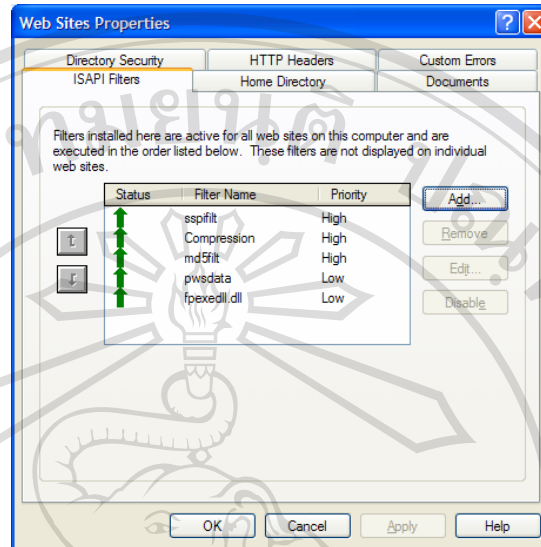 Web Sites Properties
Directory Security HTTP Headers Custom Errors
ISAPI Filters Home Directory Documents
Filters installed here are active for all web sites on this computer and are
executed in the order listed below. These filters are not displayed on individual
web sites.
Status Filter Name Priority
sspifilt High
Compression High
md5filt High
pwsdata Low
fpexedll.dll Low
Add...
Remove
Edit...
Disable
OK Cancel Apply Help